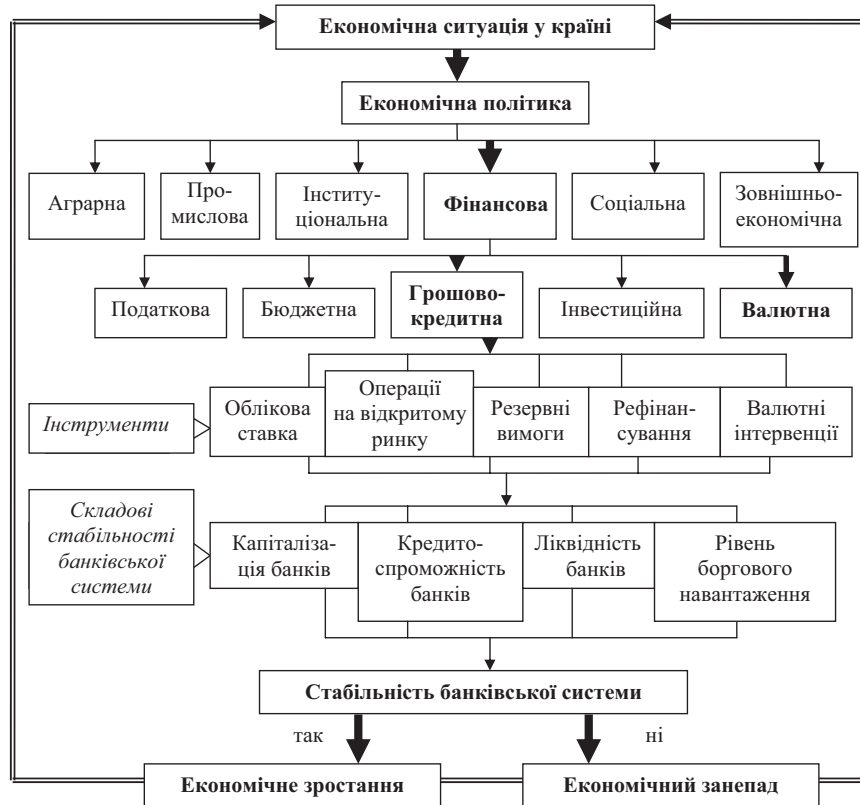 Економічна ситуація у країні
Економічна політика
Аграрна
Про-
мислова
Інститу-
ціональна
Фінансова
Соціальна
Зовнішньо-
економічна
Податкова
Бюджетна
Грошово-
кредитна
Інвестиційна
Валютна
Інструменти
Облікова
ставка
Операції
на відкритому
ринку
Резервні
вимоги
Рефінан-
сування
Валютні
інтервенції
Складові
стабільності
банківської
системи
Капіталіза-
ція банків
Кредито-
спроможність
банків
Ліквідність
банків
Рівень
боргового
навантаження
Стабільність банківської системи
так
ні
Економічне зростання
Економічний занепад